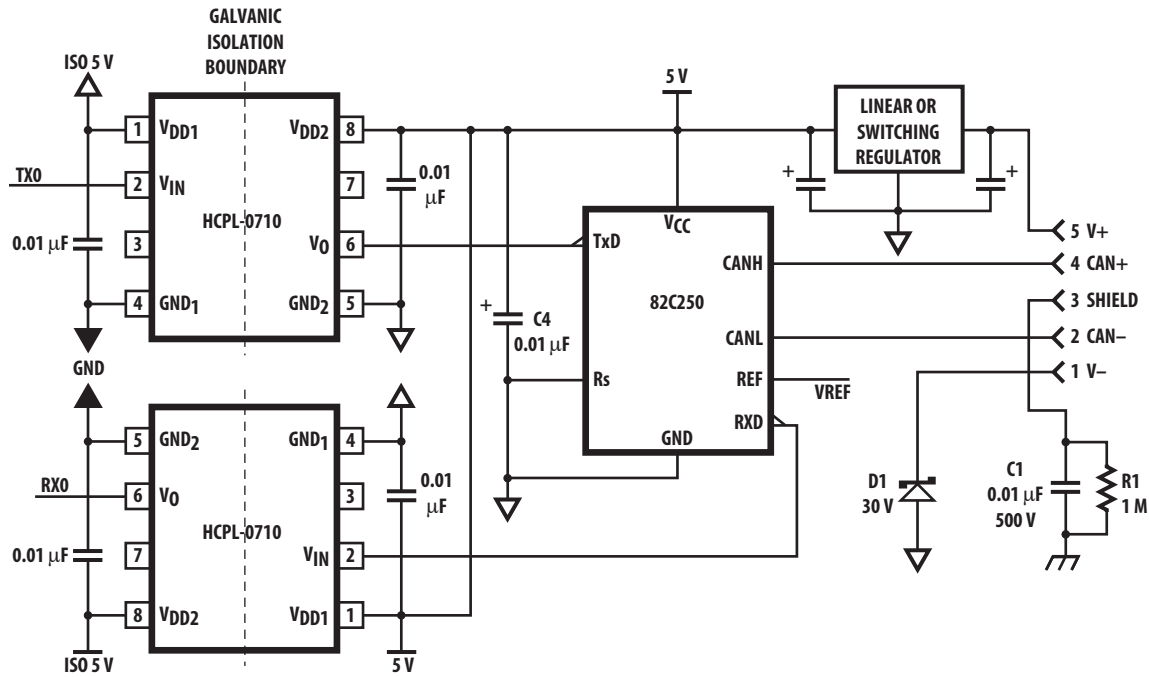 GALVANIC
ISOLATION
BOUNDARY
ISO 5 V
1 VDD1
VDD2 8
TX0
2 VIN
7
HCPL-0710
0.01 μF
3
VO 6
4 GND1
GND2 5
GND
0.01
μF
5 V
LINEAR OR
SWITCHING
REGULATOR
+
+
VCC
TxD
CANH
82C250
CANL
Rs
REF
VREF
RXD
GND
+
C4
0.01 μF
5 V+
4 CAN+
3 SHIELD
2 CAN–
1 V–
5 GND2
GND1 4
RX0
6 VO
3
HCPL-0710
0.01 μF
7
VIN 2
8 VDD2
VDD1 1
ISO 5 V
0.01
μF
5 V
D1
30 V
C1
0.01 μF
500 V
R1
1 M